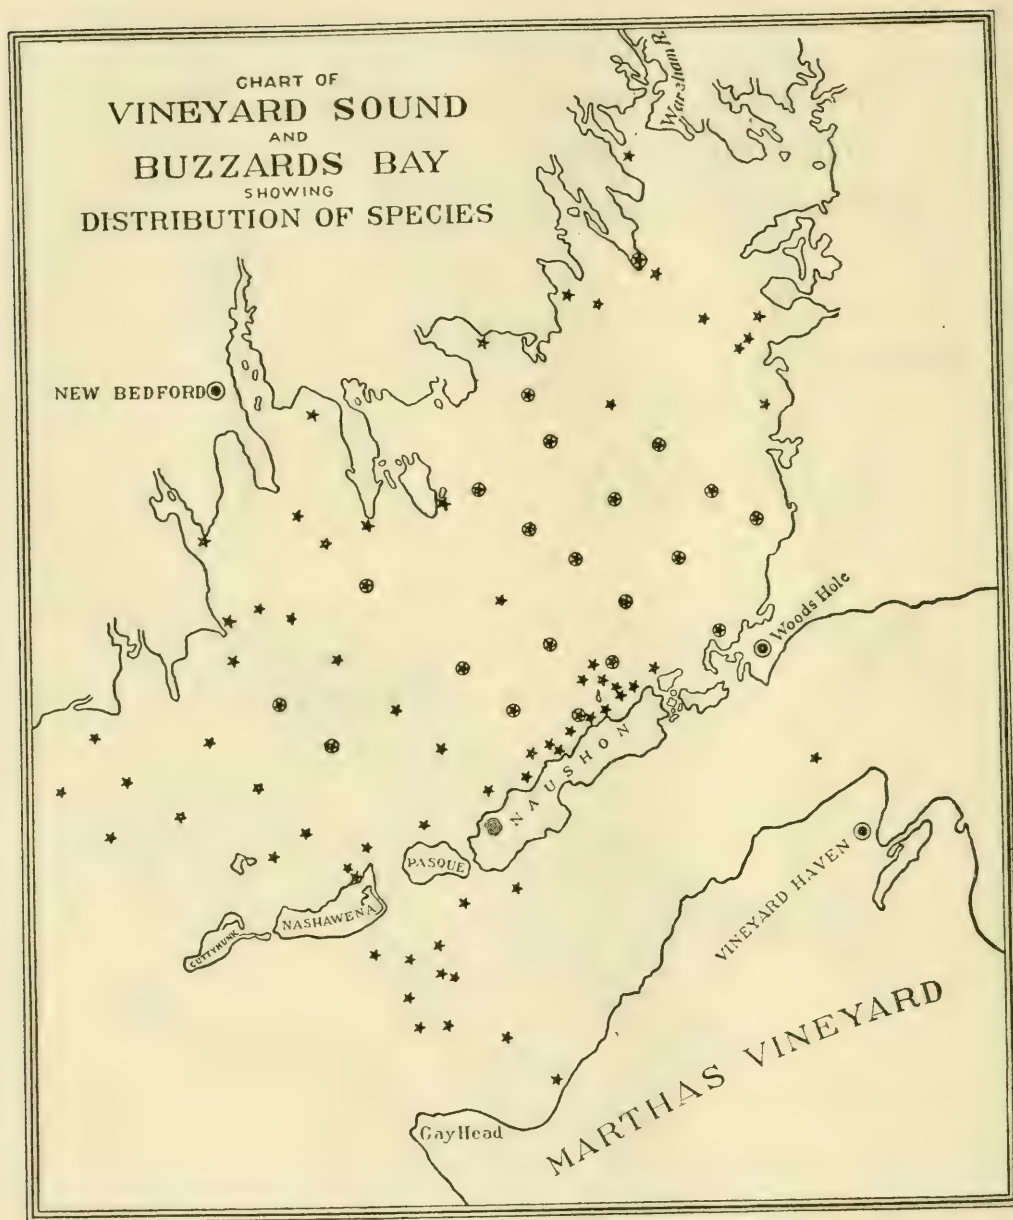 CHART OF
VINEYARD SOUND
AND
BUZZARDS BAY
SHOWING
DISTRIBUTION OF SPECIES
Warsham R.
NEW BEDFORD
Woods Hole
NAUSHON
PASQUE
NASHAWENA
CUTTYHUNK
VINEYARD HAVEN
MARTHAS VINEYARD
Gay Head